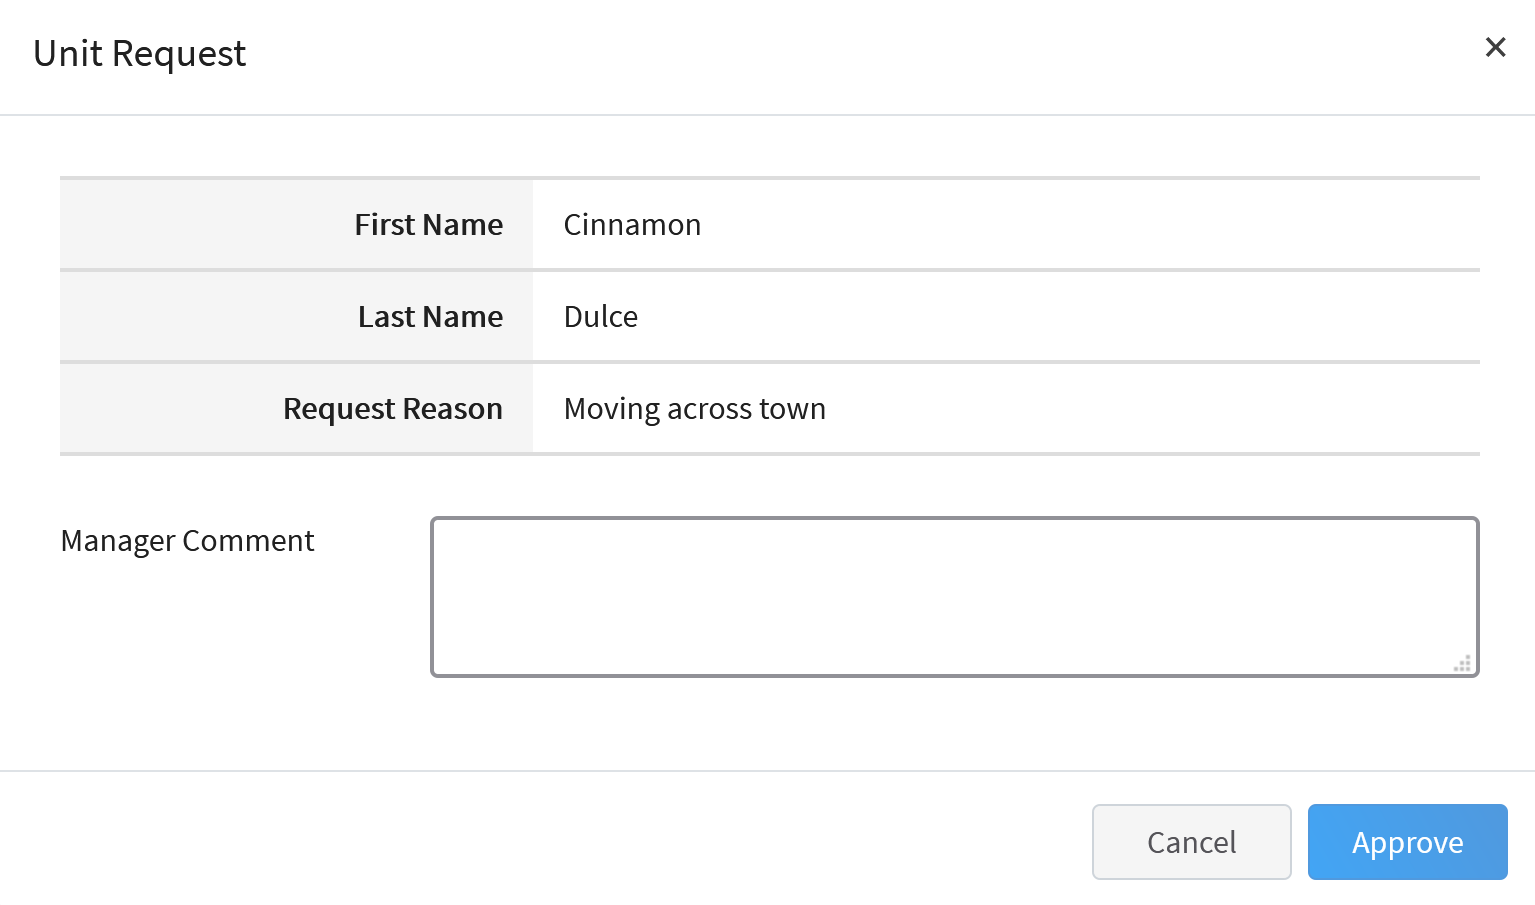 Unit Request
First Name Cinnamon
Last Name Dulce
Request Reason Moving across town
Manager Comment
Cancel Approve